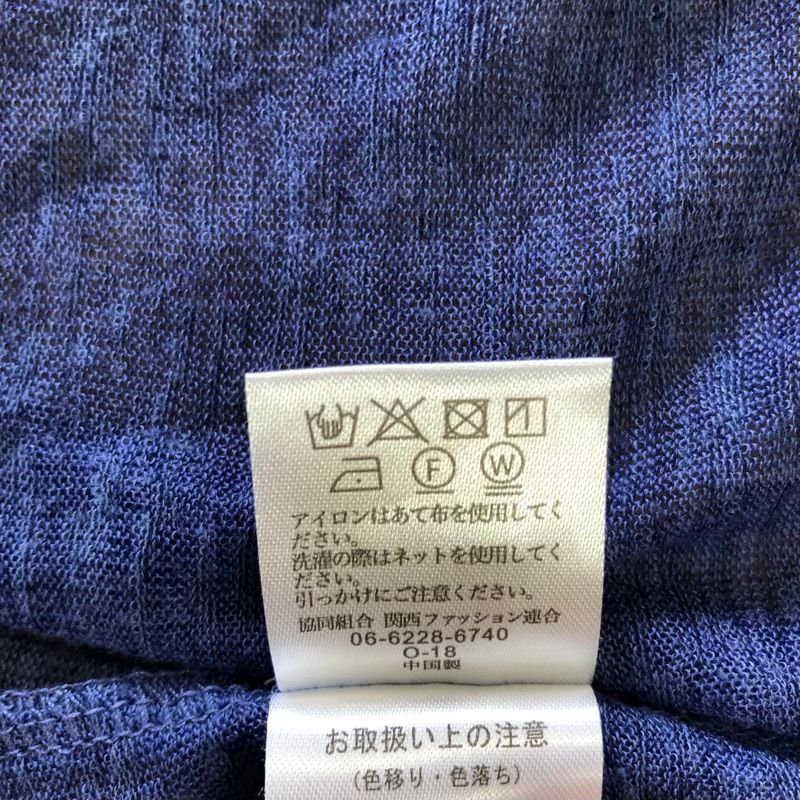 F W
アイロンはあて布を使用してく
ださい。
洗濯の際はネットを使用してください。
引っかけにご注意ください。
協同組合 関西ファッション連合
06-6228-6740
O-18
中国製
お取扱い上の注意
(色移り・色落ち)